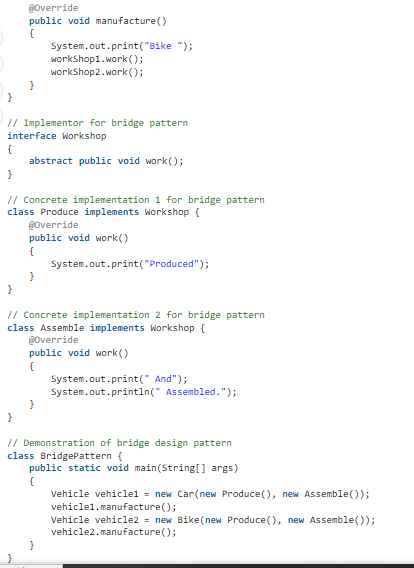 @Override
    public void manufacture()
    {
        System.out.print("Bike ");
        workShop1.work();
        workShop2.work();
    }
}

// Implementor for bridge pattern
interface Workshop
{
    abstract public void work();
}

// Concrete implementation 1 for bridge pattern
class Produce implements Workshop {
    @Override
    public void work()
    {
        System.out.print("Produced");
    }
}

// Concrete implementation 2 for bridge pattern
class Assemble implements Workshop {
    @Override
    public void work()
    {
        System.out.print(" And");
        System.out.println(" Assembled.");
    }
}

// Demonstration of bridge design pattern
class BridgePattern {
    public static void main(String[] args)
    {
        Vehicle vehicle1 = new Car(new Produce(), new Assemble());
        vehicle1.manufacture();
        Vehicle vehicle2 = new Bike(new Produce(), new Assemble());
        vehicle2.manufacture();
    }
}